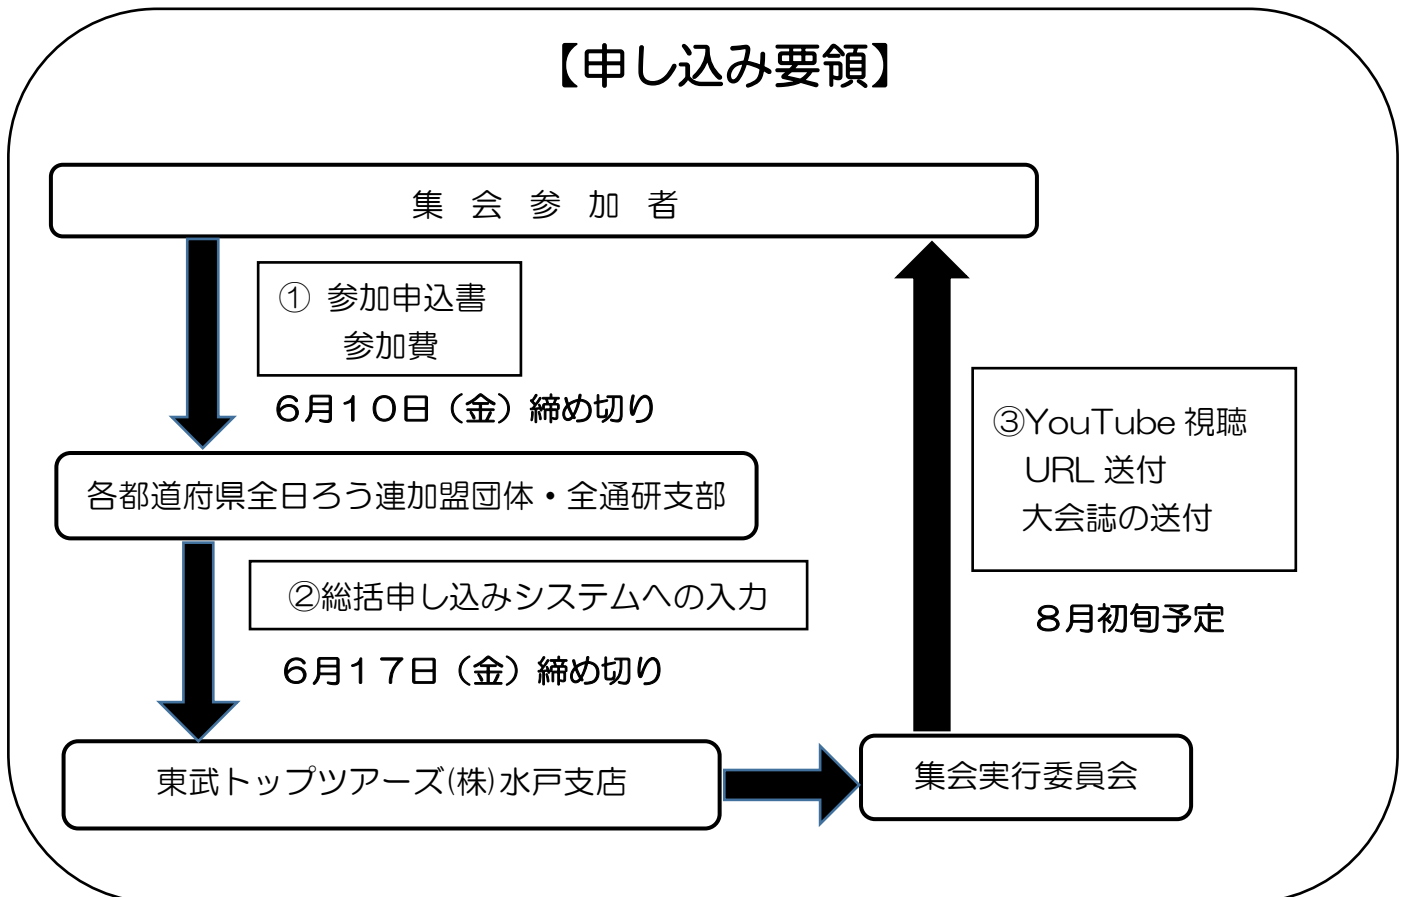 【申し込み要領】
集 会 参 加 者
① 参加申込書
参加費
６月１０日（金）締め切り
各都道府県全日ろう連加盟団体・全通研支部
②総括申し込みシステムへの入力
６月１７日（金）締め切り
東武トップツアーズ(株)水戸支店
集会実行委員会
③YouTube 視聴
URL 送付
大会誌の送付
８月初旬予定